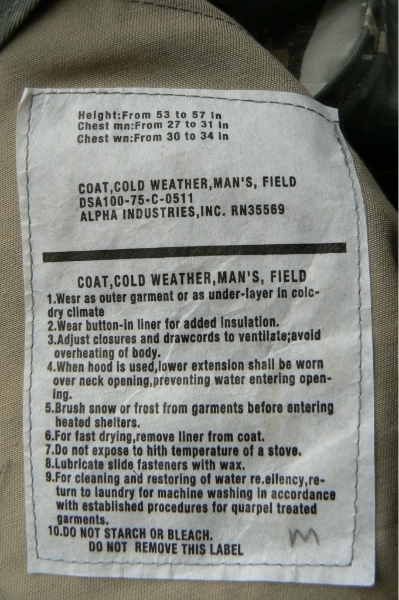 Height:From 53 to 57 In
Chest mn:From 27 to 31 In
Chest wn:From 30 to 34 In
COAT,COLD WEATHER,MAN'S, FIELD
DSA100-75-C-0511
ALPHA INDUSTRIES,INC. RN35569
COAT,COLD WEATHER,MAN'S, FIELD
1.Wesr as outer garment or as under-layer in colc-
dry climate
2.Wear button-in liner for added Insulation.
3.Adjust closures and drawcords to ventilate;avoid
overheating of body.
4.When hood is used,lower extension shall be worn
over neck opening,preventing water entering open-
ing.
5.Brush snow or frost from garments before entering
heated shelters.
6.For fast drying,remove liner from coat.
7.Do not expose to hith temperature of a stove.
8.Lubricate slide fasteners with wax.
9.For cleaning and restoring of water re.ellency,re-
turn to laundry for machine washing in accordance
with established procedures for quarpel treated
garments.
10.DO NOT STARCH OR BLEACH.
DO NOT REMOVE THIS LABEL
m